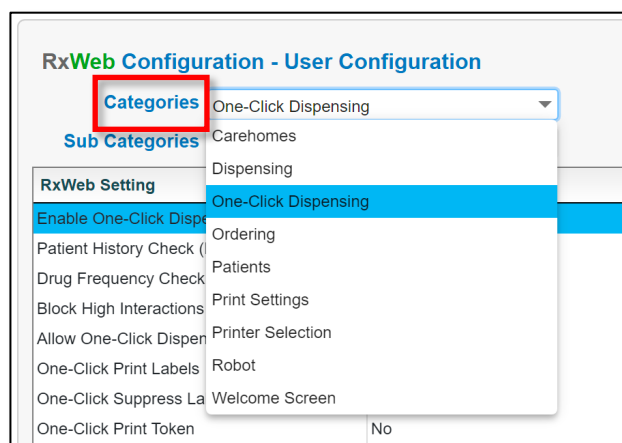 RxWeb Configuration - User Configuration
Categories One-Click Dispensing
Carehomes
Sub Categories
Dispensing
RxWeb Setting
One-Click Dispensing
Enable One-Click Dispe
Ordering
Patient History Check (
Patients
Drug Frequency Check
Print Settings
Block High Interactions
Printer Selection
Allow One-Click Dispen
Robot
One-Click Print Labels
Welcome Screen
One-Click Suppress La
One-Click Print Token No